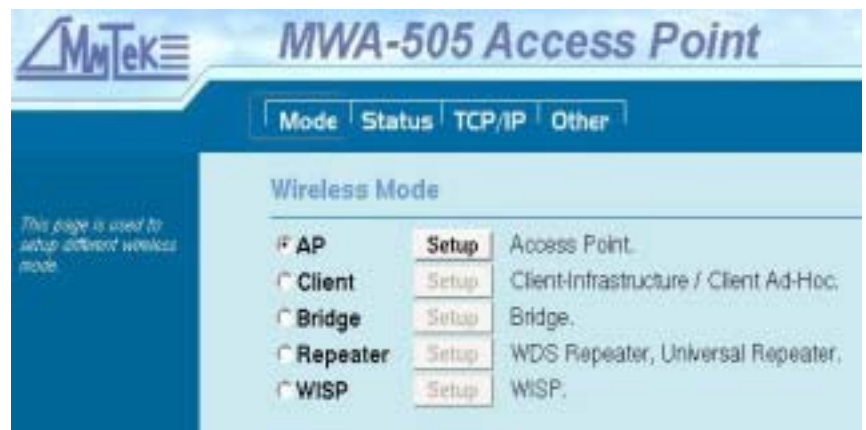 MMTek
MWA-505 Access Point
Mode Status TCP/IP Other
Wireless Mode
This page is used to
setup different wireless
mode.
AP Setup Access Point.
Client Setup Client-Infrastructure / Client Ad-Hoc.
Bridge Setup Bridge.
Repeater Setup WDS Repeater, Universal Repeater.
WISP Setup WISP.